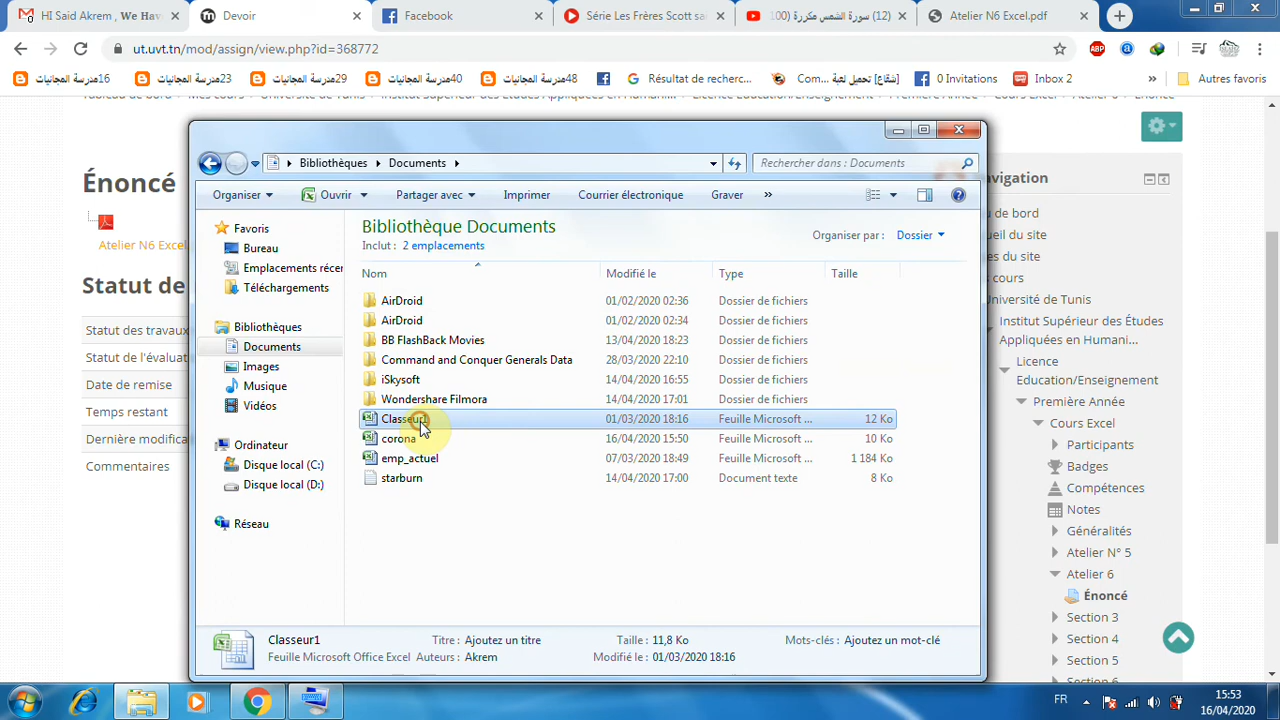 HI Said Akrem , We Hav
Devoir
Facebook
Série Les Frères Scott sa
(12) سورة الشمس مكررة (100
Atelier N6 Excel.pdf
ut.uvt.tn/mod/assign/view.php?id=368772
مدرسة المجانيات16
مدرسة المجانيات23
مدرسة المجانيات29
مدرسة المجانيات40
مدرسة المجانيات48
Résultat de recherc...
Com... [شعّاع] تحميل لعبة
0 Invitations
Inbox 2
Autres favoris
Énoncé
Atelier N6 Excel
Statut de
Statut des travaux
Statut de l'évalua
Date de remise
Temps restant
Dernière modific
Commentaires
Bibliothèques
Documents
Rechercher dans : Documents
Organiser
Ouvrir
Partager avec
Imprimer
Courrier électronique
Graver
»
Favoris
Bureau
Emplacements récer
Téléchargements
Bibliothèques
Documents
Images
Musique
Vidéos
Ordinateur
Disque local (C:)
Disque local (D:)
Réseau
Bibliothèque Documents
Inclut : 2 emplacements
Organiser par : Dossier
Nom Modifié le Type Taille
AirDroid 01/02/2020 02:36 Dossier de fichiers
AirDroid 01/02/2020 02:34 Dossier de fichiers
BB FlashBack Movies 13/04/2020 18:23 Dossier de fichiers
Command and Conquer Generals Data 28/03/2020 22:10 Dossier de fichiers
iSkysoft 14/04/2020 16:55 Dossier de fichiers
Wondershare Filmora 14/04/2020 17:01 Dossier de fichiers
Classeur1 01/03/2020 18:16 Feuille Microsoft ... 12 Ko
corona 16/04/2020 15:50 Feuille Microsoft ... 10 Ko
emp_actuel 07/03/2020 18:49 Feuille Microsoft ... 1 184 Ko
starburn 14/04/2020 17:00 Document texte 8 Ko
Classeur1 Titre : Ajoutez un titre Taille : 11,8 Ko Mots-clés : Ajoutez un mot-clé
Feuille Microsoft Office Excel Auteurs : Akrem Modifié le : 01/03/2020 18:16
avigation
u de bord
ueil du site
es du site
cours
Université de Tunis
Institut Supérieur des Études
Appliquées en Humani...
Licence
Education/Enseignement
Première Année
Cours Excel
Participants
Badges
Compétences
Notes
Généralités
Atelier N° 5
Atelier 6
Énoncé
Section 3
Section 4
Section 5
FR
15:53
16/04/2020